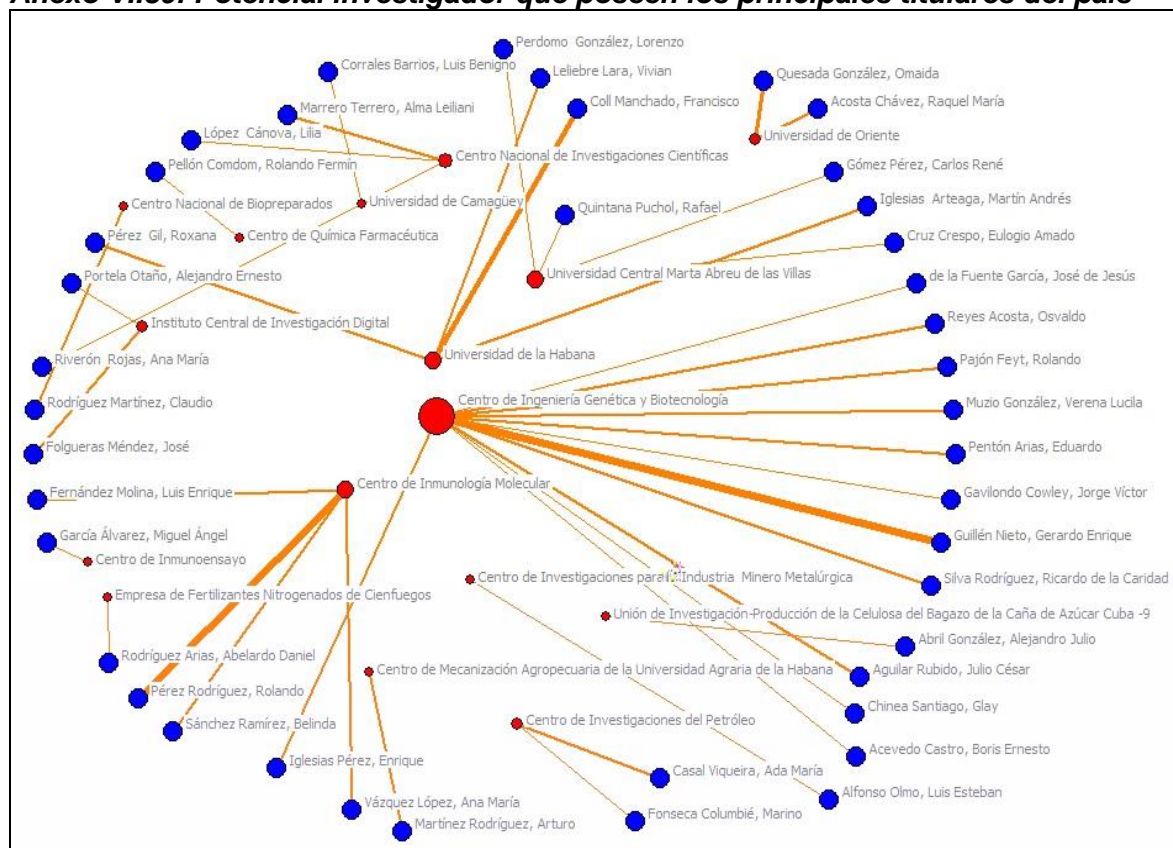 Anexo VII.39. Potencial investigador que poseen los principales titulares del país
Perdomo González, Lorenzo
Corrales Barrios, Luis Benigno
Leliebre Lara, Vivian
Quesada González, Omaida
Marrero Terrero, Alma Leiliani
Coll Manchado, Francisco
Acosta Chávez, Raquel María
López Cánova, Lilia
Universidad de Oriente
Centro Nacional de Investigaciones Científicas
Pellón Comdom, Rolando Fermín
Gómez Pérez, Carlos René
Centro Nacional de Biopreparados
Universidad de Camagüey
Quintana Puchol, Rafael
Iglesias Arteaga, Martín Andrés
Centro de Química Farmacéutica
Pérez Gil, Roxana
Cruz Crespo, Eulogio Amado
Portela Otaño, Alejandro Ernesto
Universidad Central Marta Abreu de las Villas
de la Fuente García, José de Jesús
Instituto Central de Investigación Digital
Reyes Acosta, Osvaldo
Universidad de la Habana
Riverón Rojas, Ana María
Pajón Feyt, Rolando
Centro de Ingeniería Genética y Biotecnología
Rodríguez Martínez, Claudio
Muzio González, Verena Lucila
Folgueras Méndez, José
Pentón Arias, Eduardo
Centro de Inmunología Molecular
Fernández Molina, Luis Enrique
Gavilondo Cowley, Jorge Víctor
García Álvarez, Miguel Ángel
Guillén Nieto, Gerardo Enrique
Centro de Inmunoensayo
Centro de Investigaciones para Industria Minero Metalúrgica
Silva Rodríguez, Ricardo de la Caridad
Empresa de Fertilizantes Nitrogenados de Cienfuegos
Unión de Investigación-Producción de la Celulosa del Bagazo de la Caña de Azúcar Cuba -9
Abril González, Alejandro Julio
Rodríguez Arias, Abelardo Daniel
Centro de Mecanización Agropecuaria de la Universidad Agraria de la Habana
Aguilar Rubido, Julio César
Pérez Rodríguez, Rolando
Chinea Santiago, Glay
Sánchez Ramírez, Belinda
Centro de Investigaciones del Petróleo
Acevedo Castro, Boris Ernesto
Iglesias Pérez, Enrique
Casal Viqueira, Ada María
Alfonso Olmo, Luis Esteban
Vázquez López, Ana María
Fonseca Columbié, Marino
Martínez Rodríguez, Arturo